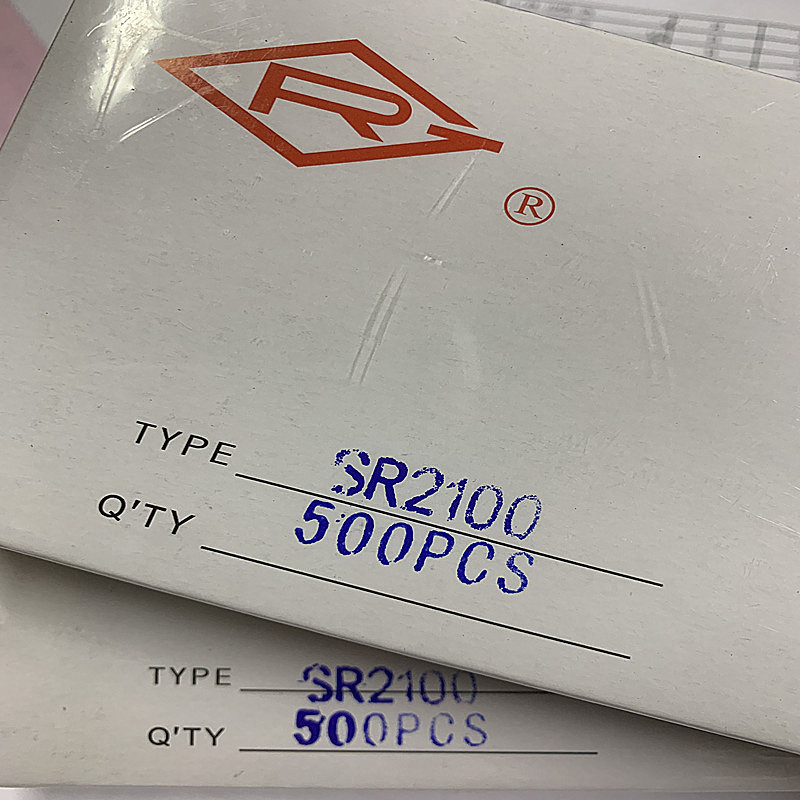 R
®
TYPE SR2100
Q'TY 500PCS
TYPE SR2100
Q'TY 500PCS